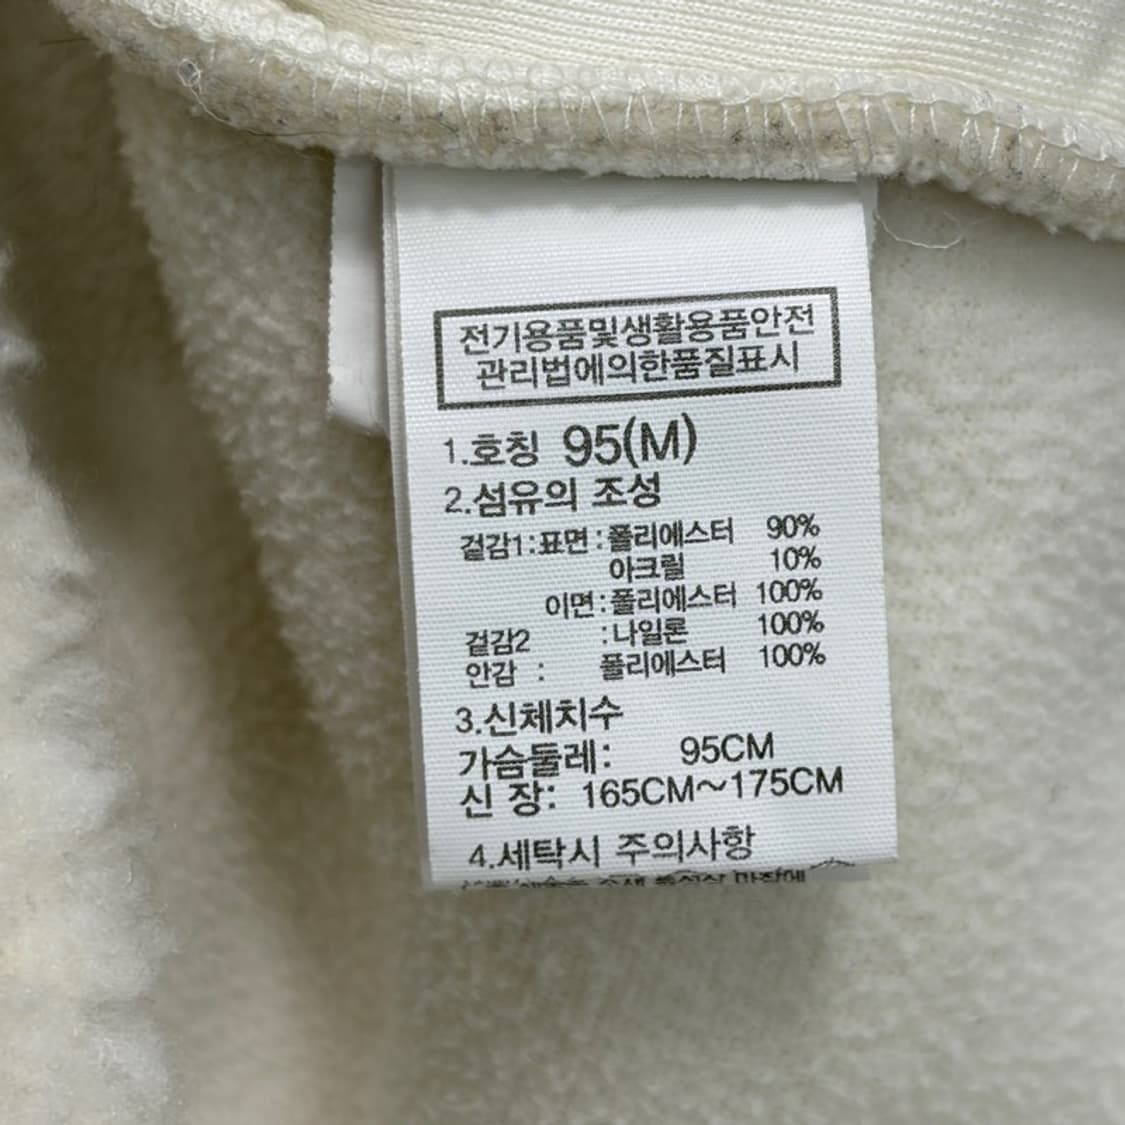 전기용품및생활용품안전
관리법에의한품질표시
1.호칭 95(M)
2.섬유의 조성
겉감1:표면:폴리에스터 90%
아크릴 10%
이면:폴리에스터 100%
겉감2 :나일론 100%
안감 : 폴리에스터 100%
3.신체치수
가슴둘레: 95CM
신 장: 165CM~175CM
4.세탁시 주의사항